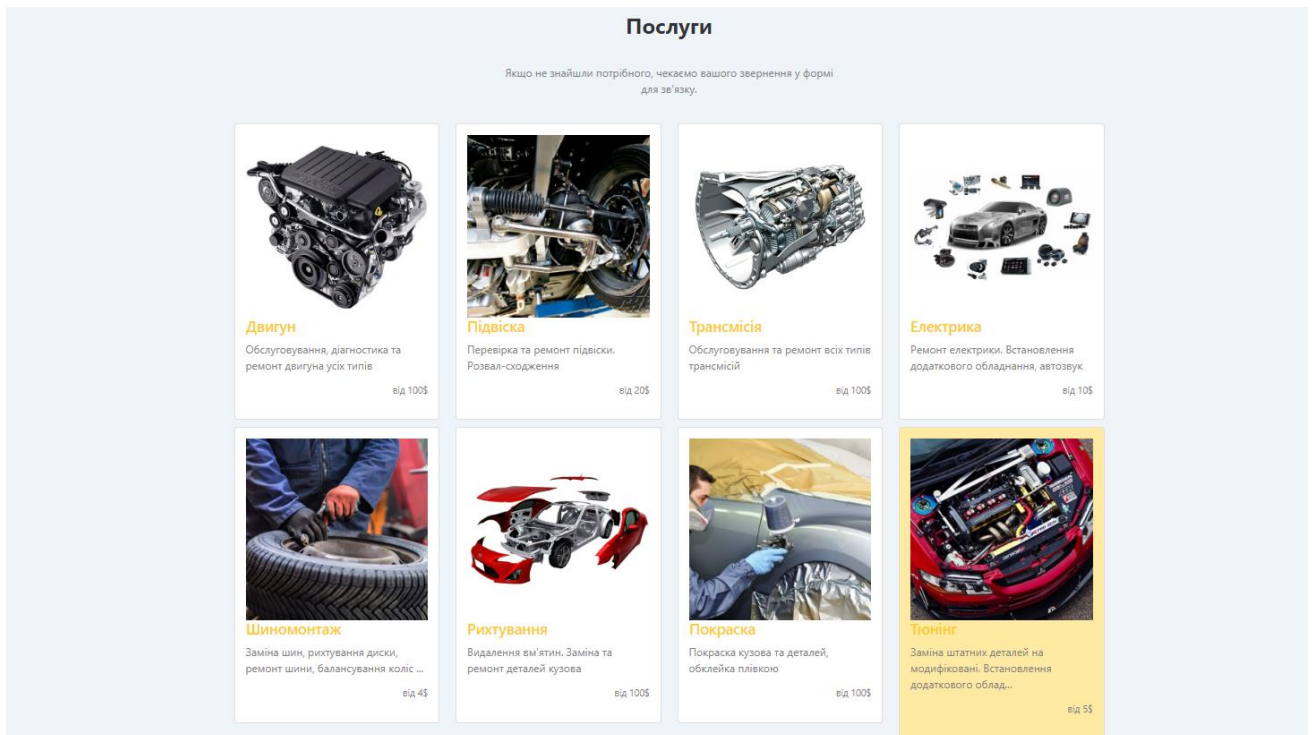 Послуги
Якщо не знайшли потрібного, чекаємо вашого звернення у формі
для зв'язку.
Двигун
Обслуговування, діагностика та
ремонт двигуна усіх типів
від 100$
Підвіска
Перевірка та ремонт підвіски.
Розвал-сходження
від 20$
Трансмісія
Обслуговування та ремонт всіх типів
трансмісій
від 100$
Електрика
Ремонт електрики. Встановлення
додаткового обладнання, автозвук
від 10$
Шиномонтаж
Заміна шин, рихтування диски,
ремонт шини, балансування коліс ...
від 4$
Рихтування
Видалення вм'ятин. Заміна та
ремонт деталей кузова
від 100$
Покраска
Покраска кузова та деталей,
обклейка плівкою
від 100$
Тюнінг
Заміна штатних деталей на
модифіковані. Встановлення
додаткового облад...
від 5$